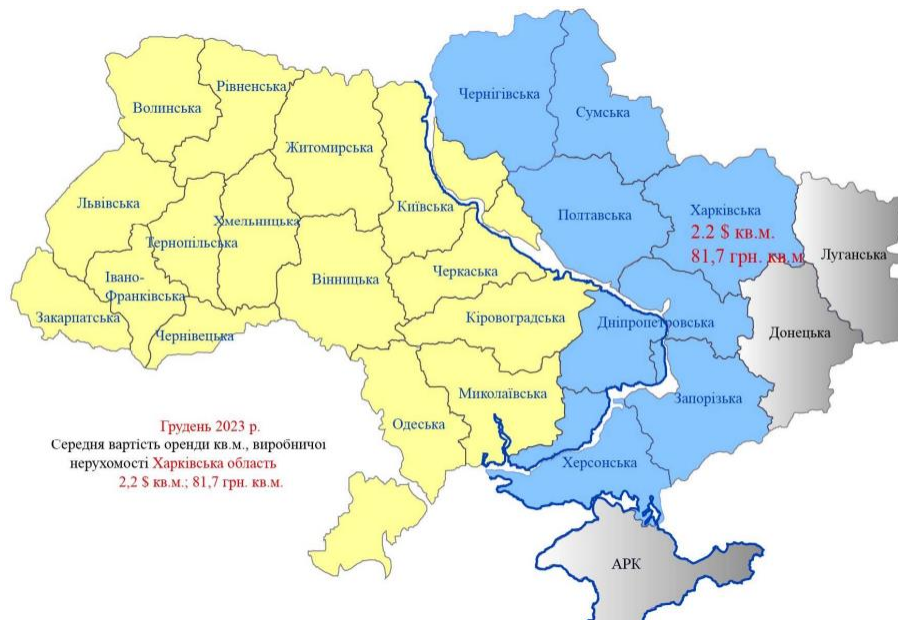 Чернігівська
Рівненська
Волинська
Сумська
Житомирська
Львівська
Київська
Полтавська
Харківська
2.2 $ кв.м.
81,7 грн. кв.м
Хмельницька
Тернопільська
Луганська
Черкаська
Вінницька
Івано-
Франківська
Закарпатська
Кіровоградська
Дніпропетровська
Донецька
Чернівецька
Миколаївська
Запорізька
Одеська
Херсонська
Грудень 2023 р.
Середня вартість оренди кв.м., виробничої
нерухомості Харківська область
2,2 $ кв.м.; 81,7 грн. кв.м.
АРК